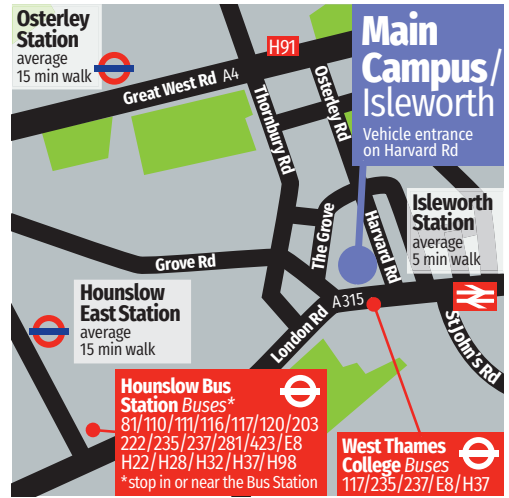 Osterley
Station
average
15 min walk
H91
Great West Rd A4
Thornbury Rd
Osterley Rd
Main
Campus/
Isleworth
Vehicle entrance
on Harvard Rd
Isleworth
Station
average
5 min walk
The Grove
Harvard Rd
Grove Rd
Hounslow
East Station
average
15 min walk
London Rd
A315
St John's Rd
Hounslow Bus
Station Buses*
81/110/111/116/117/120/203
222/235/237/281/423/E8
H22/H28/H32/H37/H98
*stop in or near the Bus Station
West Thames
College Buses
117/235/237/E8/H37